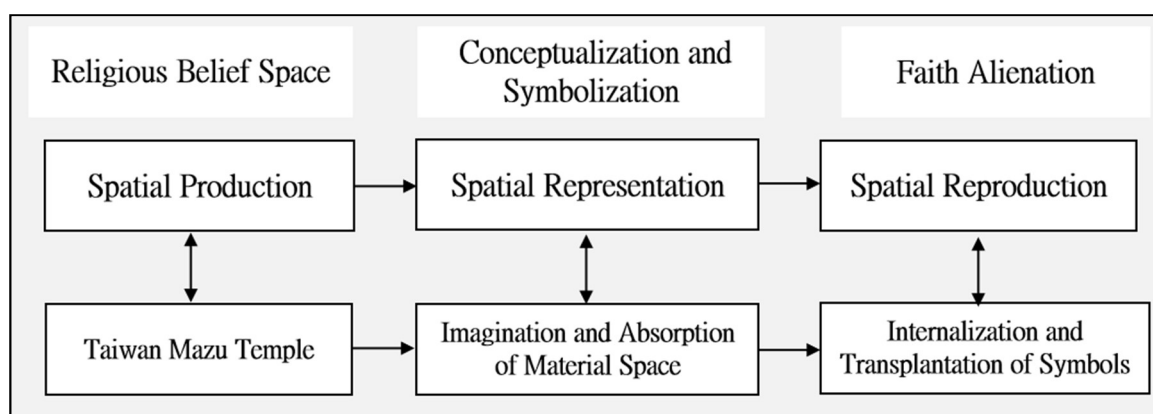 Religious Belief Space
Conceptualization and
Symbolization
Faith Alienation
Spatial Production
Spatial Representation
Spatial Reproduction
Taiwan Mazu Temple
Imagination and Absorption
of Material Space
Internalization and
Transplantation of Symbols